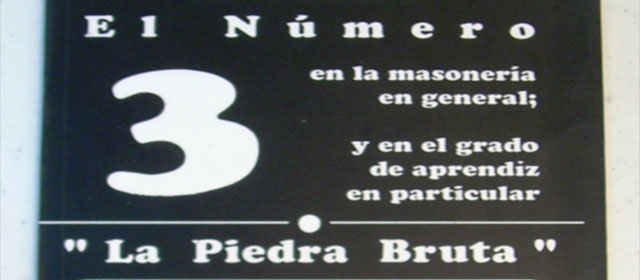 El Número
3
en la masonería
en general;
y en el grado
de aprendiz
en particular
" La Piedra Bruta "